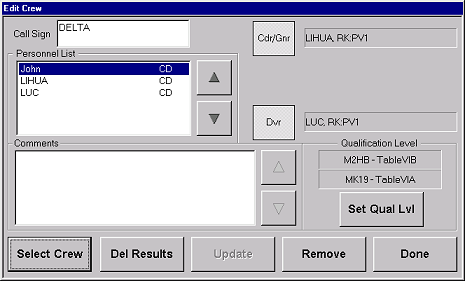 Edit Crew
Call Sign DELTA
Cdr/Gnr LIHUA, RK:PV1
Personnel List
John CD
LIHUA CD
LUC CD
Dvr LUC, RK:PV1
Comments
Qualification Level
M2HB - TableVIB
MK19 - TableVIA
Set Qual Lvl
Select Crew Del Results Update Remove Done